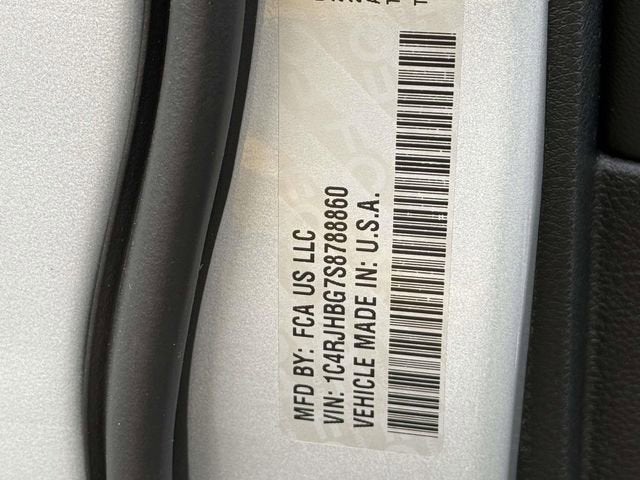 MFD BY: FCA US LLC
VIN: 1C4RJHBG7S8788860
VEHICLE MADE IN: U.S.A.